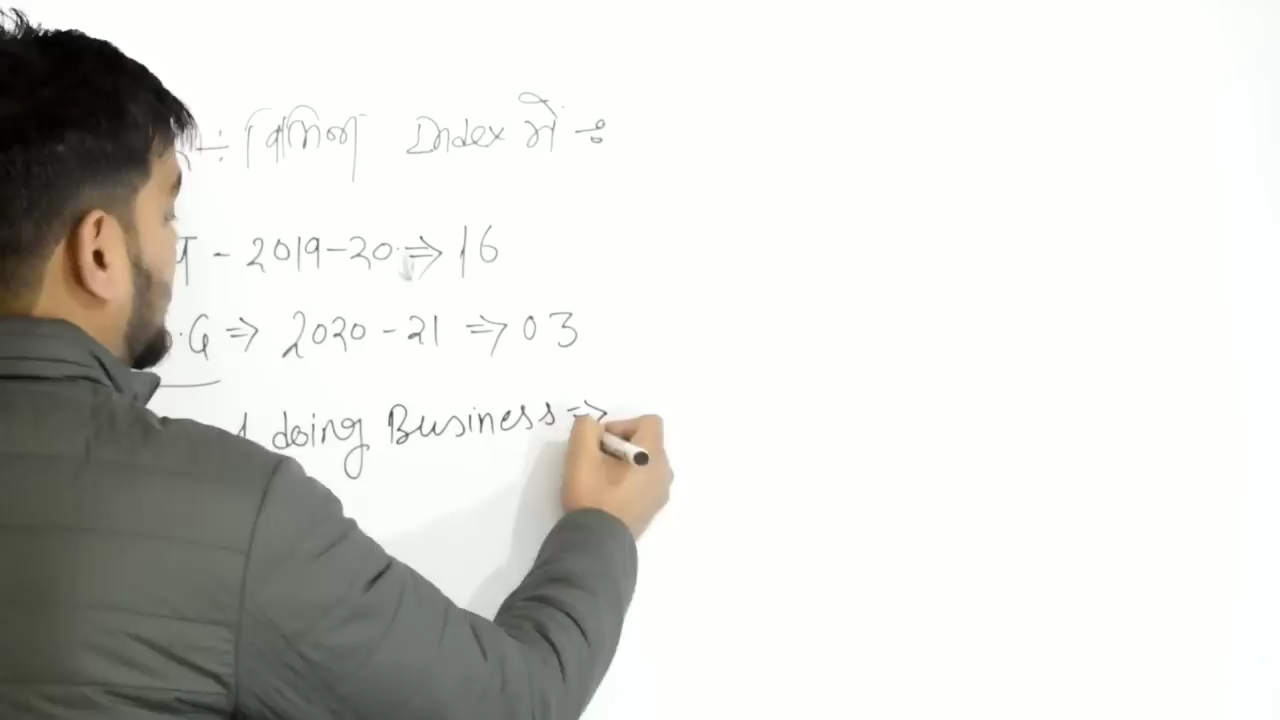 ÷ विभिन्न Index में ÷
- 2019-20 ⇒ 16
.G ⇒ 2020-21 ⇒ 03
doing Business ⇒